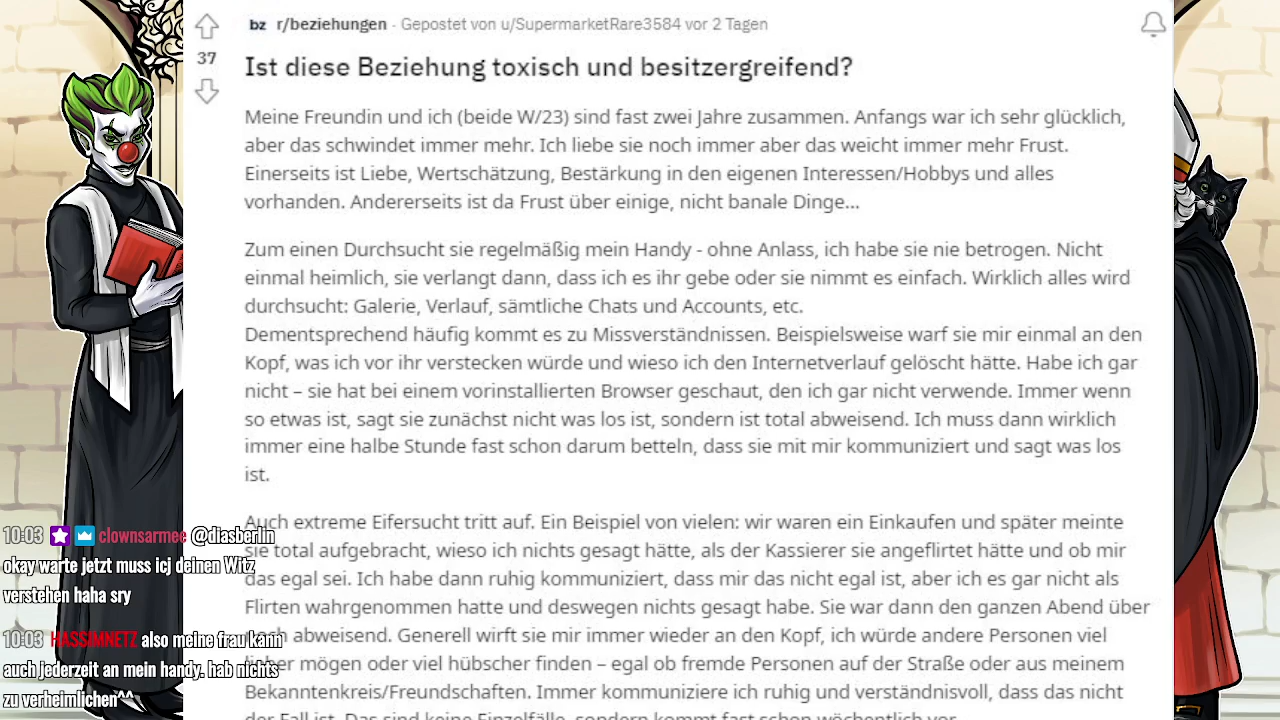 bz r/beziehungen · Gepostet von u/SupermarketRare3584 vor 2 Tagen
37
Ist diese Beziehung toxisch und besitzergreifend?
Meine Freundin und ich (beide W/23) sind fast zwei Jahre zusammen. Anfangs war ich sehr glücklich,
aber das schwindet immer mehr. Ich liebe sie noch immer aber das weicht immer mehr Frust.
Einerseits ist Liebe, Wertschätzung, Bestärkung in den eigenen Interessen/Hobbys und alles
vorhanden. Andererseits ist da Frust über einige, nicht banale Dinge...
Zum einen Durchsucht sie regelmäßig mein Handy - ohne Anlass, ich habe sie nie betrogen. Nicht
einmal heimlich, sie verlangt dann, dass ich es ihr gebe oder sie nimmt es einfach. Wirklich alles wird
durchsucht: Galerie, Verlauf, sämtliche Chats und Accounts, etc.
Dementsprechend häufig kommt es zu Missverständnissen. Beispielsweise warf sie mir einmal an den
Kopf, was ich vor ihr verstecken würde und wieso ich den Internetverlauf gelöscht hätte. Habe ich gar
nicht – sie hat bei einem vorinstallierten Browser geschaut, den ich gar nicht verwende. Immer wenn
so etwas ist, sagt sie zunächst nicht was los ist, sondern ist total abweisend. Ich muss dann wirklich
immer eine halbe Stunde fast schon darum betteln, dass sie mit mir kommuniziert und sagt was los
ist.
Auch extreme Eifersucht tritt auf. Ein Beispiel von vielen: wir waren ein Einkaufen und später meinte
sie total aufgebracht, wieso ich nichts gesagt hätte, als der Kassierer sie angeflirtet hätte und ob mir
das egal sei. Ich habe dann ruhig kommuniziert, dass mir das nicht egal ist, aber ich es gar nicht als
Flirten wahrgenommen hatte und deswegen nichts gesagt habe. Sie war dann den ganzen Abend über
abweisend. Generell wirft sie mir immer wieder an den Kopf, ich würde andere Personen viel
lieber mögen oder viel hübscher finden – egal ob fremde Personen auf der Straße oder aus meinem
Bekanntenkreis/Freundschaften. Immer kommuniziere ich ruhig und verständnisvoll, dass das nicht
der Fall ist. Das sind keine Einzelfälle, sondern kommt fast schon wöchentlich vor.
10:03 clownsarmee @diasberlin
okay warte jetzt muss icj deinen Witz
verstehen haha sry
10:03 HASSIMNETZ also meine frau kann
auch jederzeit an mein handy. hab nichts
zu verheimlichen^^